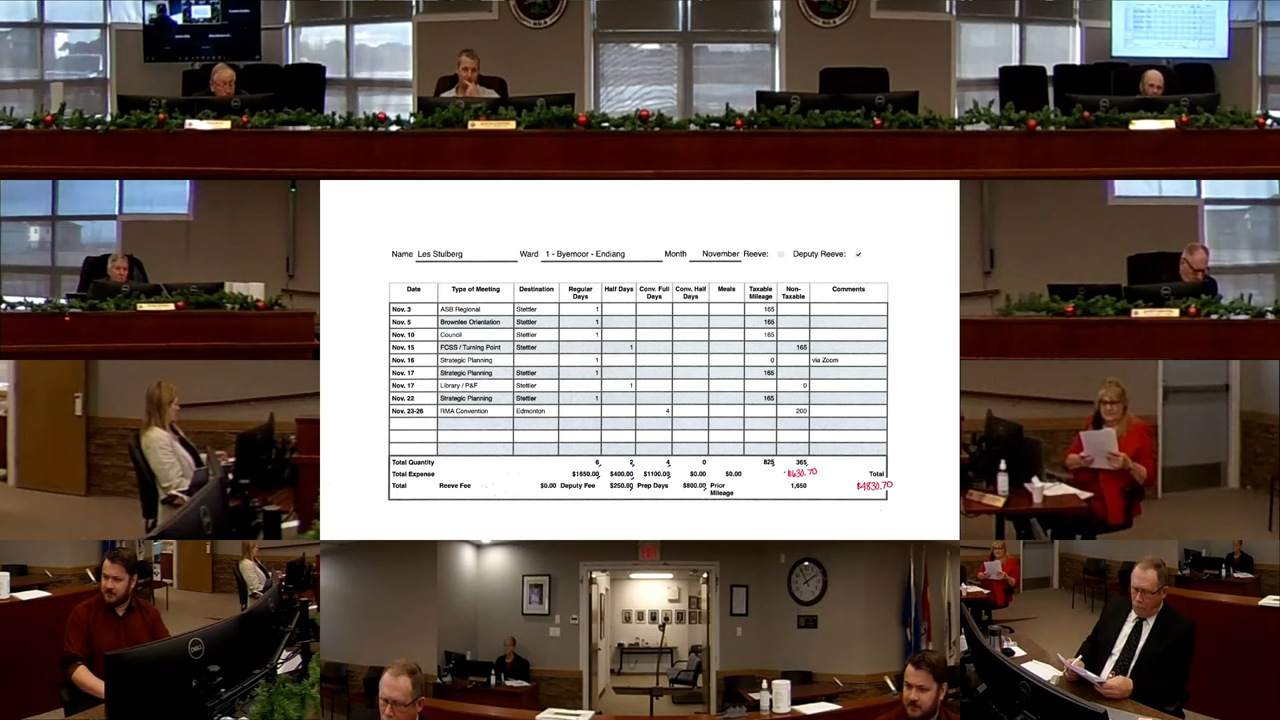 Name Les Stulberg Ward 1 - Byemoor - Endiang Month November Reeve: Deputy Reeve: ✓
Date Type of Meeting Destination Regular Days Half Days Conv. Full Days Conv. Half Days Meals Taxable Mileage Non-Taxable Comments
Nov. 3 ASB Regional Stettler 1 165
Nov. 5 Brownlee Orientation Stettler 1 165
Nov. 10 Council Stettler 1 165
Nov. 15 FCSS / Turning Point Stettler 1 165
Nov. 16 Strategic Planning 1 0 via Zoom
Nov. 17 Strategic Planning Stettler 1 165
Nov. 17 Library / P&F Stettler 1 0
Nov. 22 Strategic Planning Stettler 1 165
Nov. 23-26 RMA Convention Edmonton 4 200
Total Quantity 6 2 4 0 825 365
Total Expense $1650.00 $400.00 $1100.00 $0.00 $0.00 $630.70 Total
Total Reeve Fee $0.00 Deputy Fee $250.00 Prep Days $800.00 Prior Mileage 1,650 $4830.70
DELL